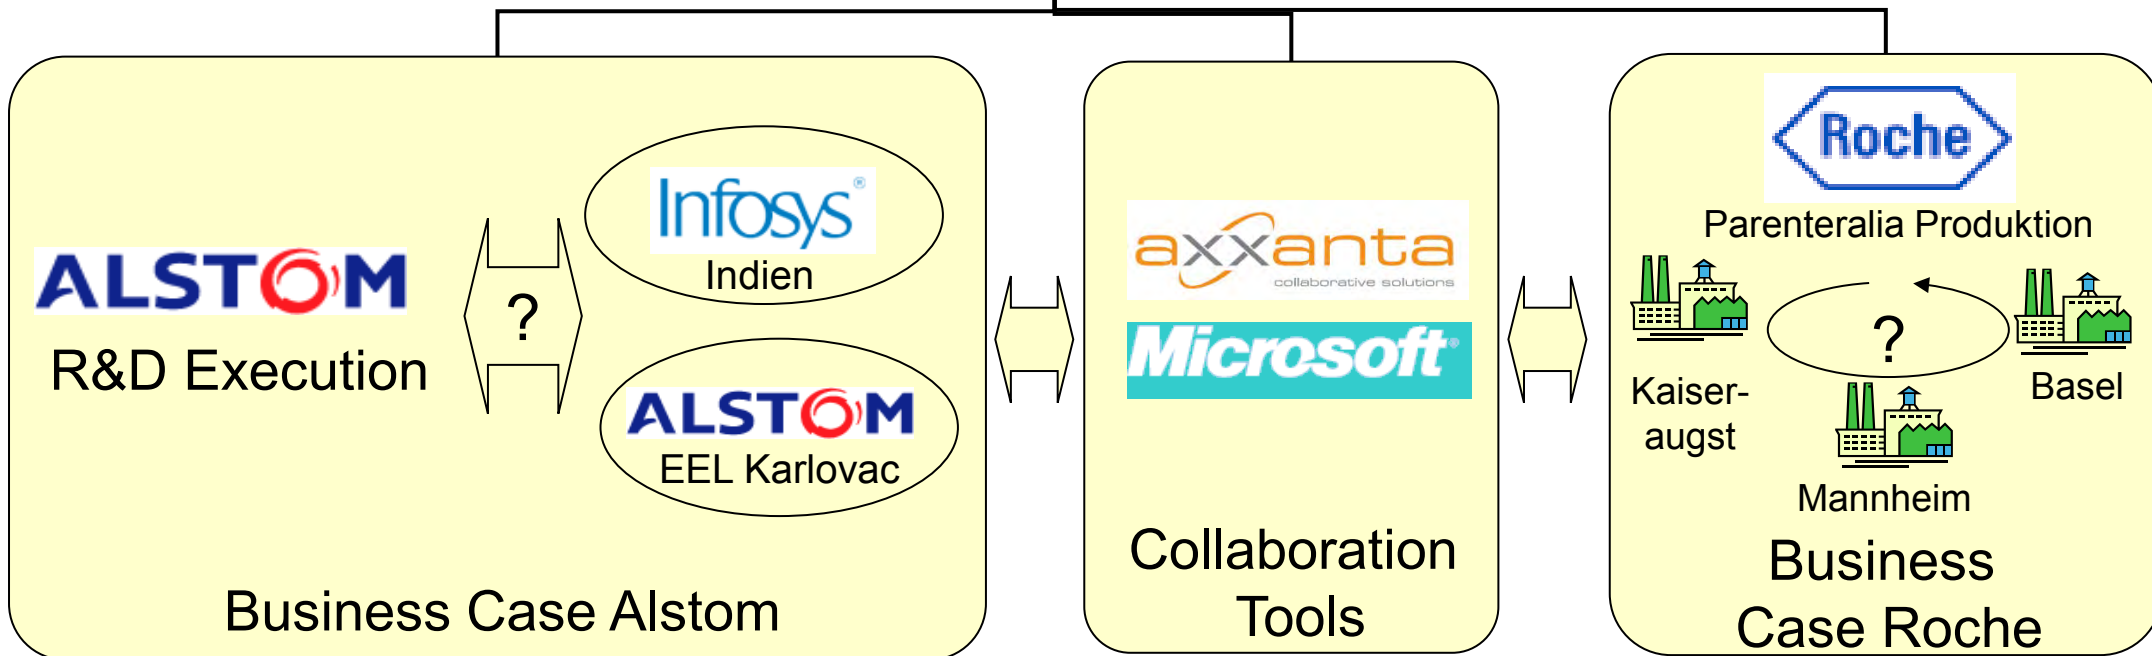 ALSTOM
R&D Execution
?
Infosys®
Indien
ALSTOM
EEL Karlovac
Business Case Alstom
axxanta
collaborative solutions
Microsoft®
Collaboration
Tools
Roche
Parenteralia Produktion
?
Kaiser-
augst
Basel
Mannheim
Business
Case Roche